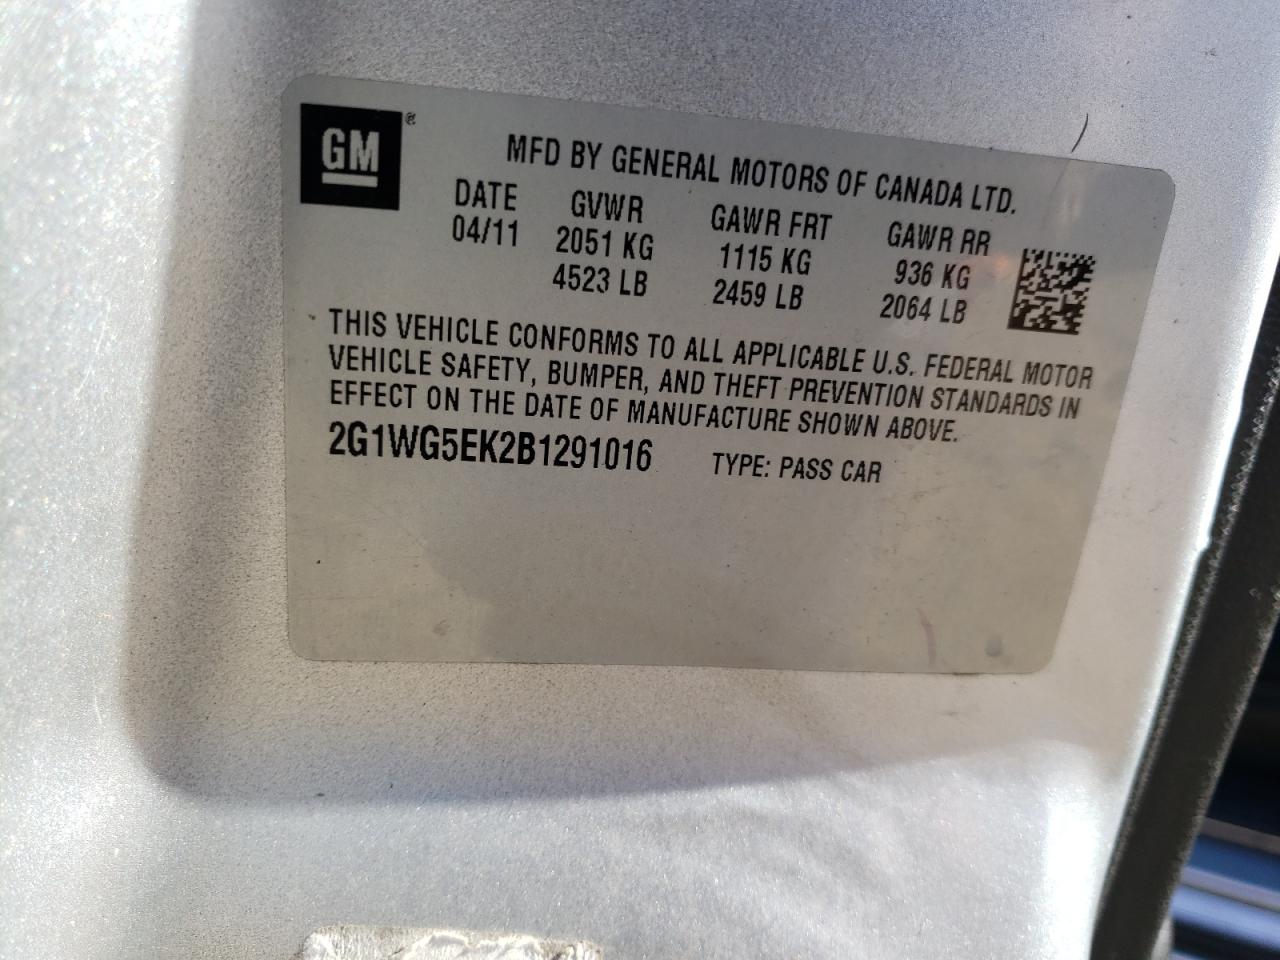 GM®
MFD BY GENERAL MOTORS OF CANADA LTD.
DATE GVWR GAWR FRT GAWR RR
04/11 2051 KG 1115 KG 936 KG
4523 LB 2459 LB 2064 LB
THIS VEHICLE CONFORMS TO ALL APPLICABLE U.S. FEDERAL MOTOR
VEHICLE SAFETY, BUMPER, AND THEFT PREVENTION STANDARDS IN
EFFECT ON THE DATE OF MANUFACTURE SHOWN ABOVE.
2G1WG5EK2B1291016 TYPE: PASS CAR